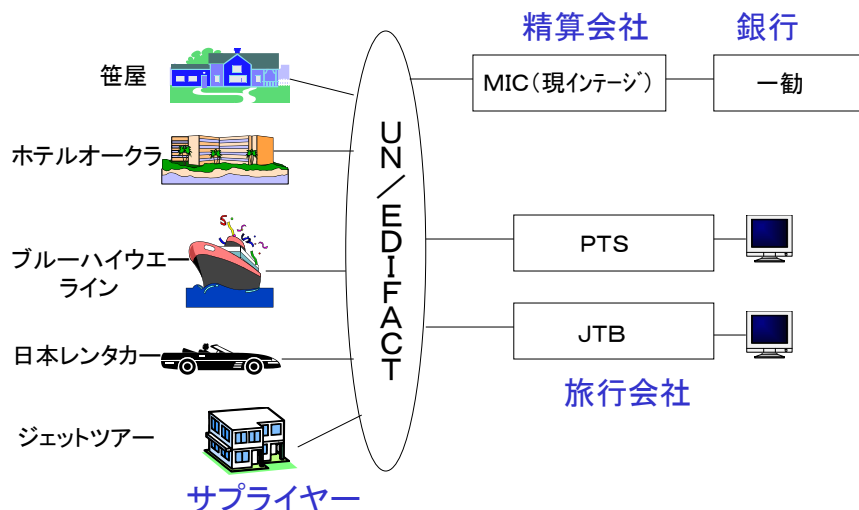 精算会社
銀行
笹屋
MIC(現インテージ)
一勧
ホテルオークラ
UN/EDIFACT
PTS
ブルーハイウエー
ライン
JTB
日本レンタカー
旅行会社
ジェットツアー
サプライヤー